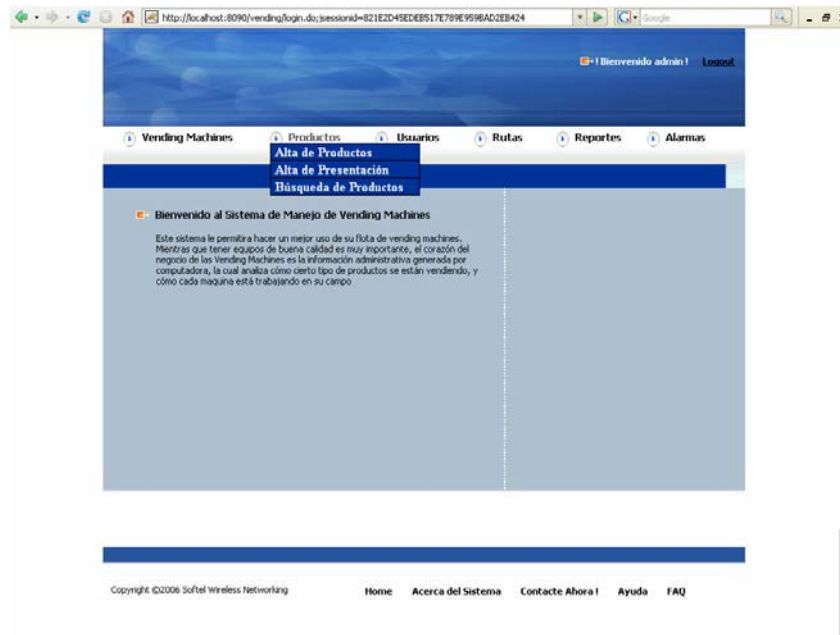 http://localhost:8090/vending/login.do;jsessionid=821E2D45EDEB517E789E959BAD2EB424
Google
! Bienvenido admin ! Logout
Vending Machines Productos Usuarios Rutas Reportes Alarmas
Alta de Productos
Alta de Presentación
Búsqueda de Productos
Bienvenido al Sistema de Manejo de Vending Machines
Este sistema le permitira hacer un mejor uso de su flota de vending machines.
Mientras que tener equipos de buena calidad es muy importante, el corazón del
negocio de las Vending Machines es la información administrativa generada por
computadora, la cual analiza cómo cierto tipo de productos se están vendiendo, y
cómo cada maquina está trabajando en su campo
Copyright ©2006 Softel Wireless Networking
Home Acerca del Sistema Contacte Ahora ! Ayuda FAQ